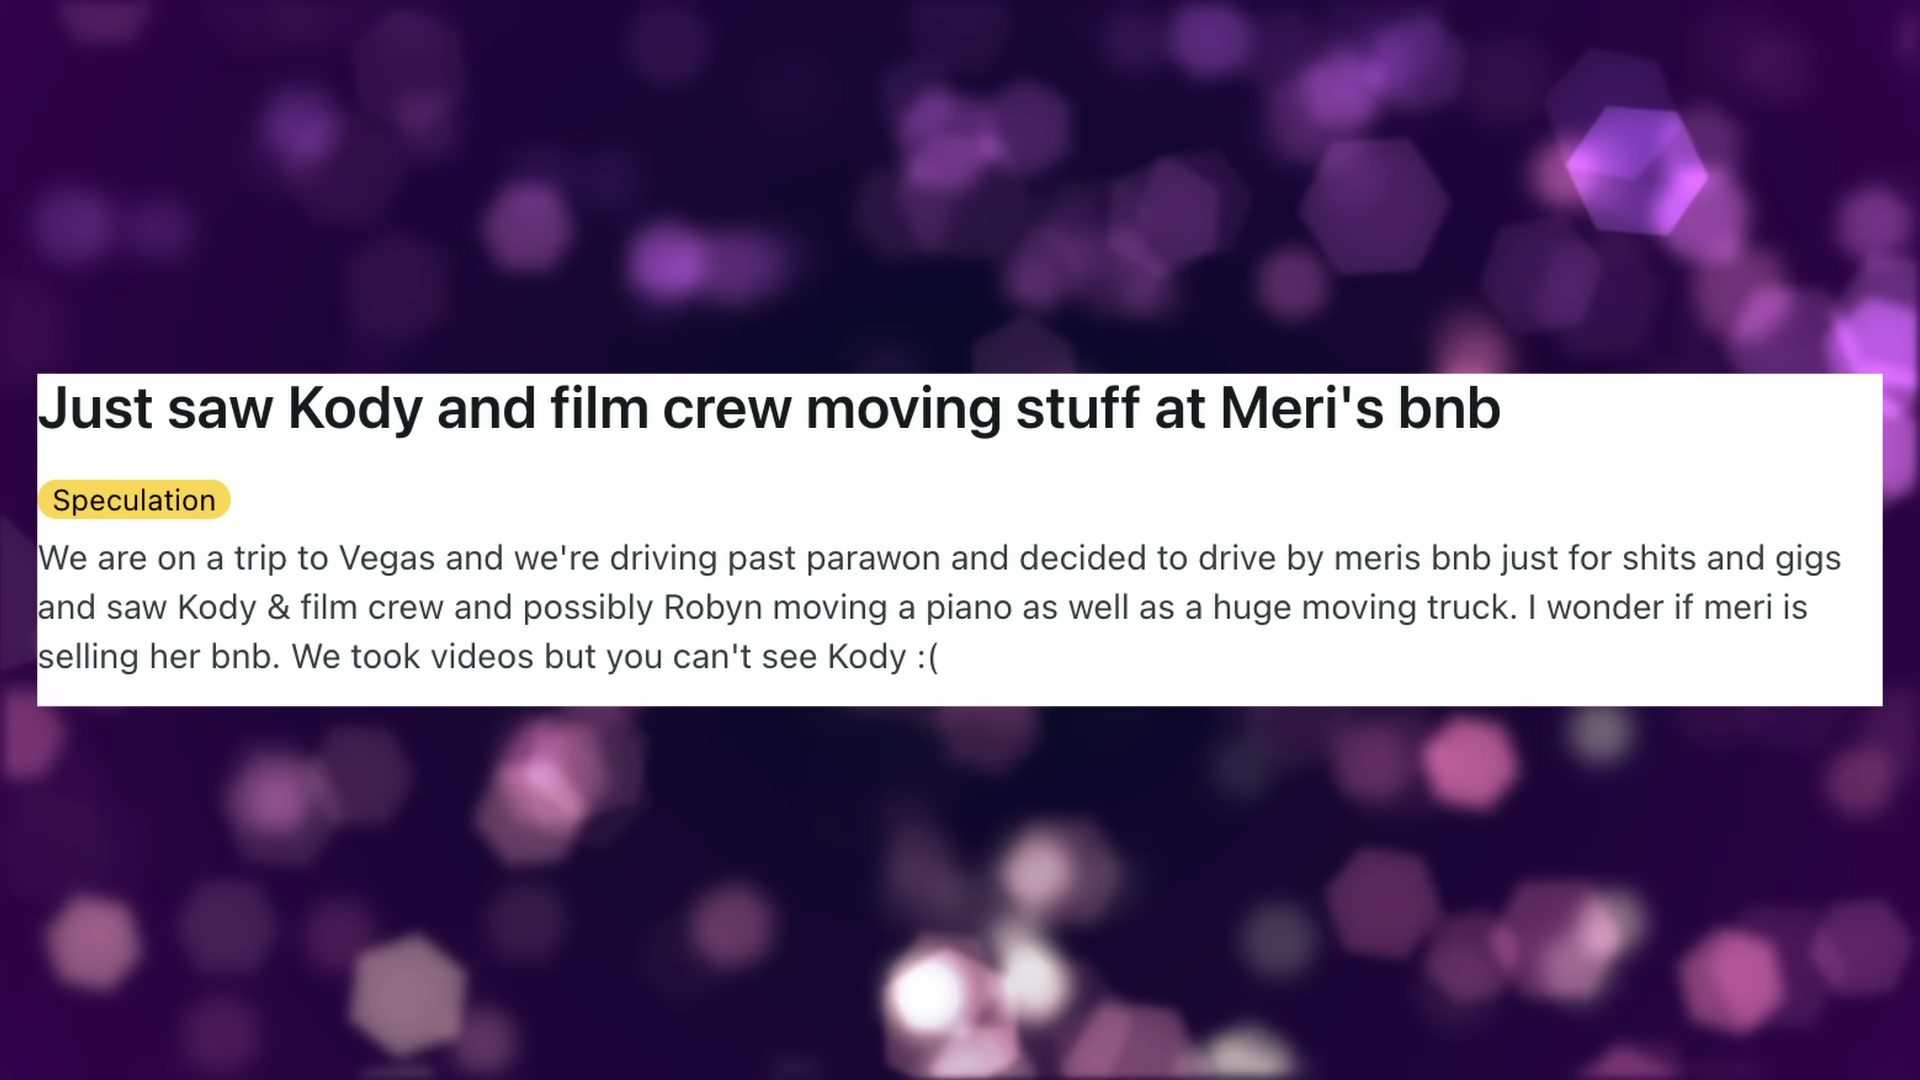 Just saw Kody and film crew moving stuff at Meri's bnb
Speculation
We are on a trip to Vegas and we're driving past parawon and decided to drive by meris bnb just for shits and gigs
and saw Kody & film crew and possibly Robyn moving a piano as well as a huge moving truck. I wonder if meri is
selling her bnb. We took videos but you can't see Kody :(